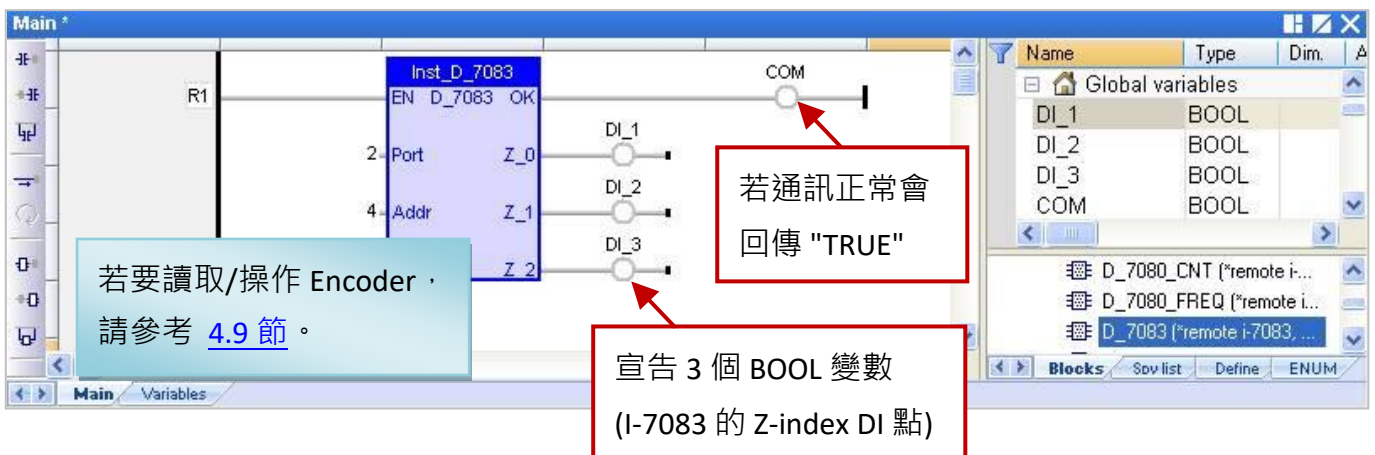 Main *
Name Type Dim. A
Global variables
DI_1 BOOL
DI_2 BOOL
DI_3 BOOL
COM BOOL
R1
Inst_D_7083
EN D_7083 OK
COM
DI_1
2 Port Z_0
DI_2
4 Addr Z_1
DI_3
Z_2
若通訊正常會
回傳 "TRUE"
若要讀取/操作 Encoder，
請參考 4.9 節。
宣告 3 個 BOOL 變數
(I-7083 的 Z-index DI 點)
D_7080_CNT (*remote i-...
D_7080_FREQ (*remote i...
D_7083 (*remote i-7083, ...
Blocks Spy list Define ENUM
Main Variables